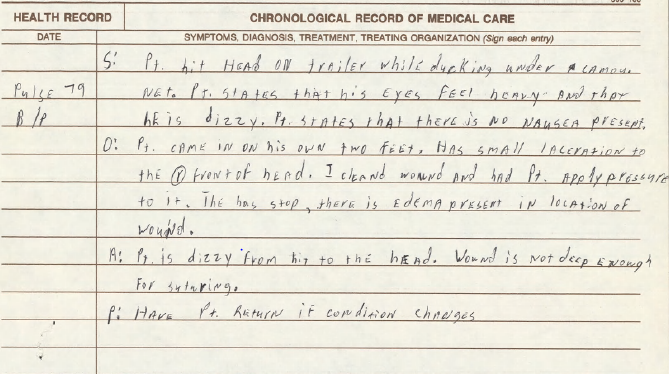 HEALTH RECORD CHRONOLOGICAL RECORD OF MEDICAL CARE
DATE SYMPTOMS, DIAGNOSIS, TREATMENT, TREATING ORGANIZATION (Sign each entry)
S: Pt. hit HEAD ON trailer while ducking under a camou.
Pulse 79 NET. Pt. states that his EYES FEEL heavy and that
B/P HE is dizzy. Pt. states that there is NO NAUSEA PRESENT.
O: Pt. CAME IN ON his OWN two FEET. HAS small laceration to
the Ⓡ front of head. I cleand wound and had Pt. apply pressure
to it. The has stop, there is EDEMA present in location of
wound.
A: Pt. is dizzy from hit to the hEAD. Wound is not deep enough
for suturing.
P: HAVE Pt. Return if condition changes